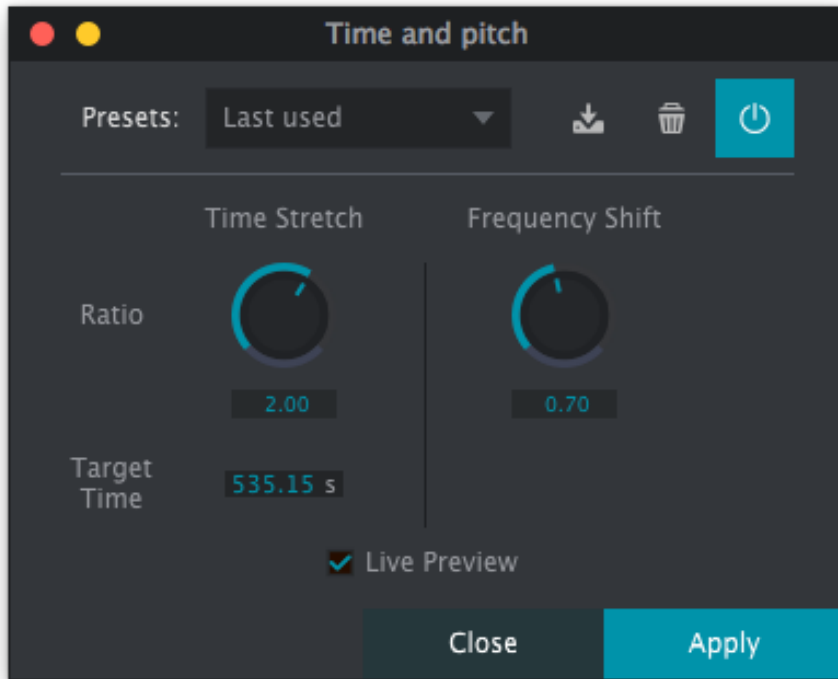 Time and pitch
Presets: Last used
Time Stretch Frequency Shift
Ratio
2.00 0.70
Target
Time
535.15 s
Live Preview
Close Apply